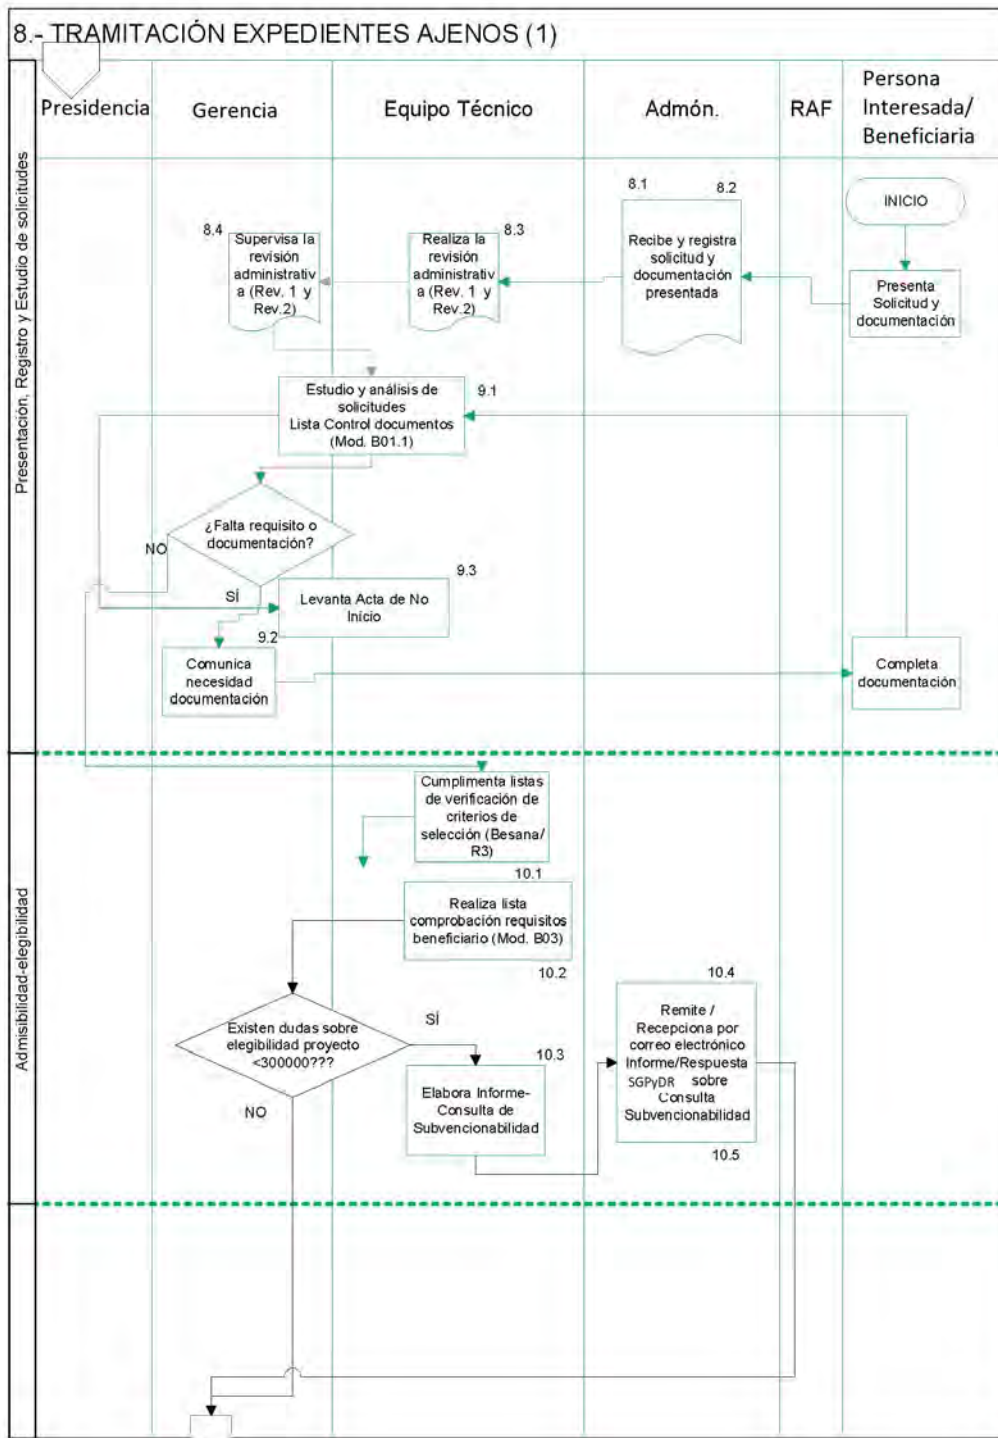 8.- TRAMITACIÓN EXPEDIENTES AJENOS (1)
Presidencia
Gerencia
Equipo Técnico
Admón.
RAF
Persona
Interesada/
Beneficiaria
Presentación, Registro y Estudio de solicitudes
INICIO
Presenta
Solicitud y
documentación
8.1
8.2
Recibe y registra
solicitud y
documentación
presentada
8.3
Realiza la
revisión
administrativ
a (Rev. 1 y
Rev.2)
8.4
Supervisa la
revisión
administrativ
a (Rev. 1 y
Rev.2)
9.1
Estudio y análisis de
solicitudes
Lista Control documentos
(Mod. B01.1)
¿Falta requisito o
documentación?
NO
SÍ
9.3
Levanta Acta de No
Inicio
9.2
Comunica
necesidad
documentación
Completa
documentación
Admisibilidad-elegibilidad
Cumplimenta listas
de verificación de
criterios de
selección (Besana/
R3)
10.1
Realiza lista
comprobación requisitos
beneficiario (Mod. B03)
10.2
Existen dudas sobre
elegibilidad proyecto
<300000???
SÍ
NO
10.3
Elabora Informe-
Consulta de
Subvencionabilidad
10.4
Remite /
Recepciona por
correo electrónico
Informe/Respuesta
SGPyDR sobre
Consulta
Subvencionabilidad
10.5